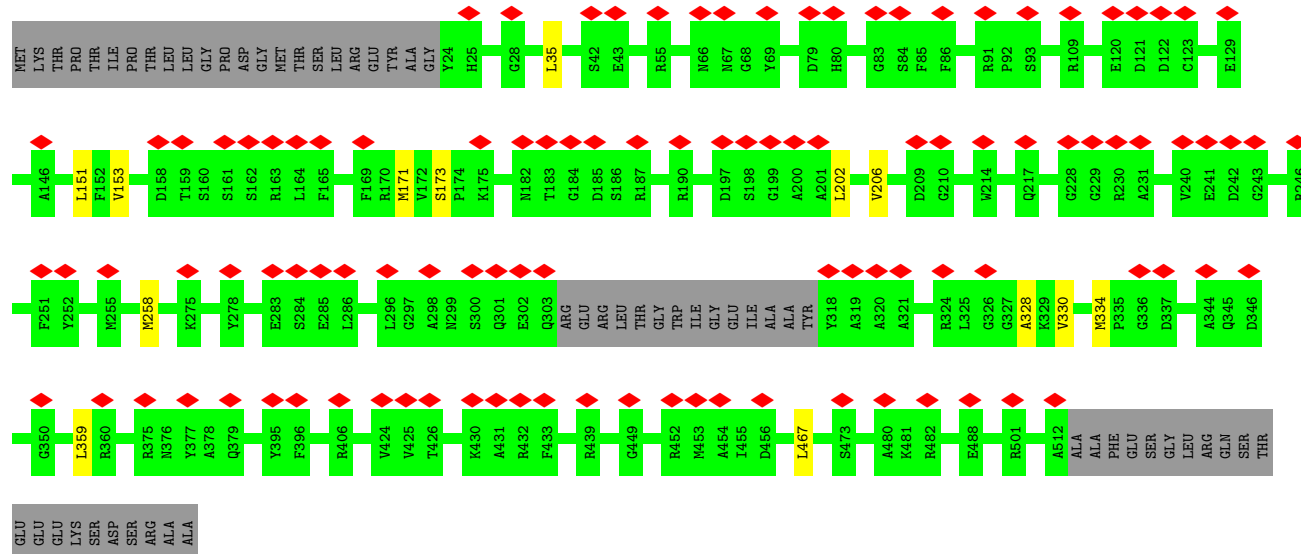 MET LYS THR PRO THR ILE PRO THR LEU LEU GLY PRO ASP GLY MET THR SER LEU ARG GLU TYR ALA GLY Y24 H25 G28 L35 S42 E43 R55 N66 N67 G68 Y69 D79 H80 G83 S84 F85 F86 R91 P92 S93 R109 E120 D121 D122 C123 E129
A146 L151 F152 V153 D158 T159 S160 S161 S162 R163 L164 F165 F169 R170 M171 V172 S173 P174 K175 N182 T183 G184 D185 S186 R187 R190 D197 S198 G199 A200 A201 L202 V206 D209 G210 W214 Q217 G228 G229 R230 A231 V240 E241 D242 G243
F251 Y252 M255 M258 K275 Y278 E283 S284 E285 L286 L296 G297 A298 N299 S300 Q301 E302 Q303 ARG GLU ARG LEU THR GLY TRP ILE GLY GLU ILE ALA ALA TYR Y318 A319 A320 A321 R324 L325 G326 G327 A328 K329 V330 M334 P335 G336 D337 A344 Q345 D346
G350 L359 R360 R375 N376 Y377 A378 Q379 Y395 F396 R406 V424 V425 T426 K430 A431 R432 F433 R439 G449 R452 M453 A454 I455 D456 L467 S473 A480 K481 R482 E488 R501 A512 ALA ALA PHE GLU SER GLY LEU ARG GLN SER THR
GLU GLU GLU LYS SER ASP SER ARG ALA ALA